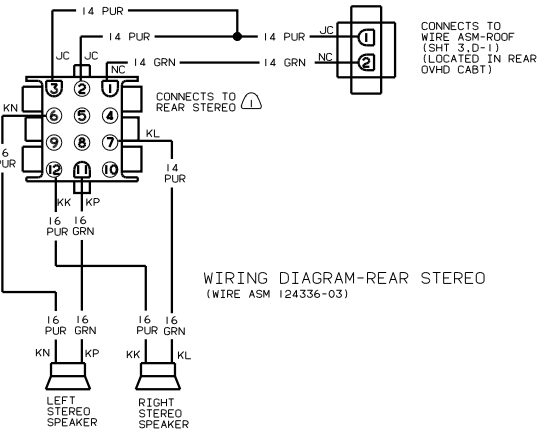 14 PUR
14 PUR
14 PUR
JC
1
JC
JC
14 GRN
14 GRN
NC
2
NC
CONNECTS TO
WIRE ASM-ROOF
(SHT 3.D-1)
(LOCATED IN REAR
OVHD CABT)
3 2 1
CONNECTS TO
REAR STEREO 1
KN
6 5 4
KL
9 8 7
12 11 10
6
PUR
14
PUR
KK
KP
16
PUR
16
GRN
WIRING DIAGRAM-REAR STEREO
(WIRE ASM 124336-03)
16
PUR
16
GRN
16
PUR
16
GRN
KN
KP
KK
KL
LEFT
STEREO
SPEAKER
RIGHT
STEREO
SPEAKER